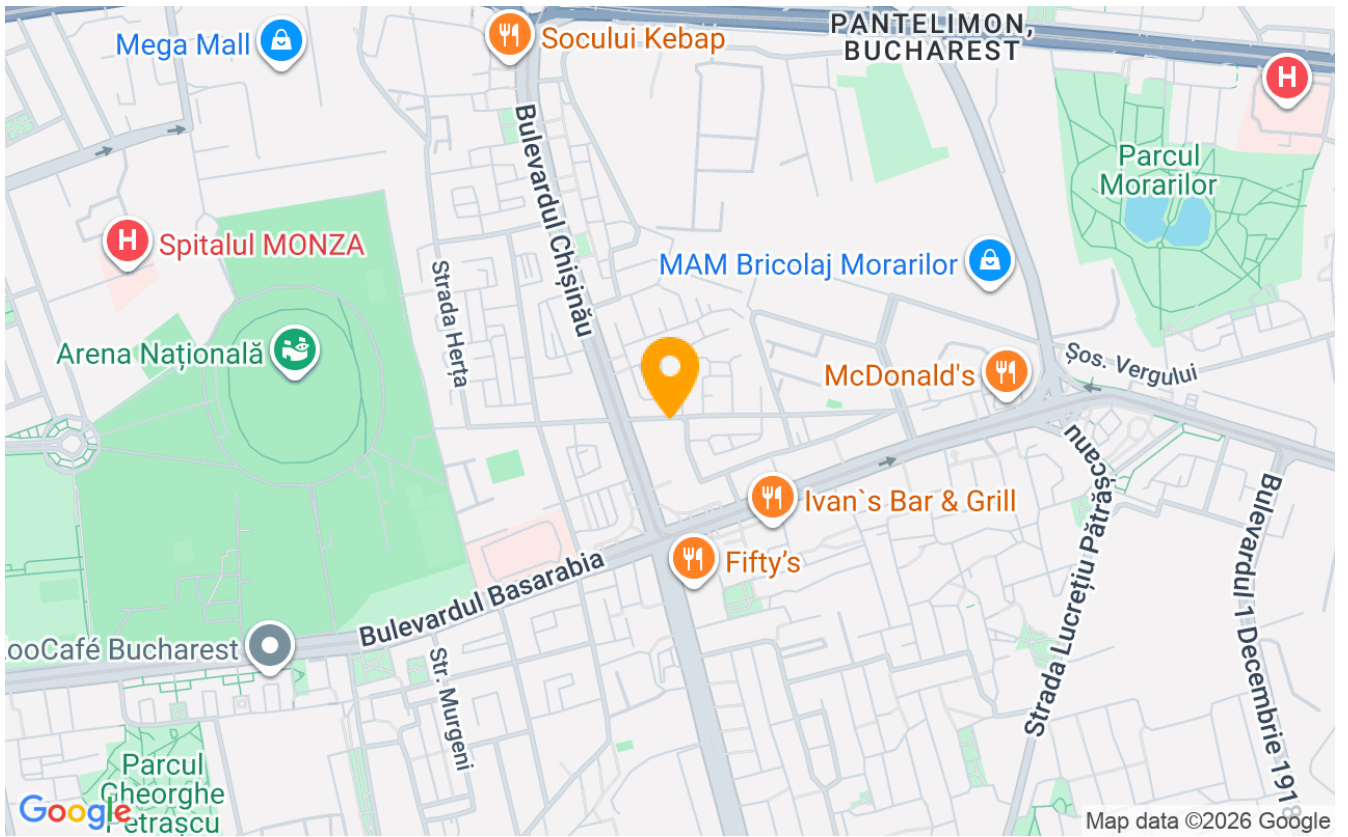 PANTELIMON,
BUCHAREST
Mega Mall
Socului Kebap
H
Bulevardul Chișinău
Parcul
Morarilor
H
Spitalul MONZA
MAM Bricolaj Morarilor
Strada Herța
Arena Națională
Șos. Vergului
McDonald's
Strada Lucrețiu Pătrășcanu
Ivan`s Bar & Grill
Bulevardul 1 Decembrie 1918
Fifty's
Bulevardul Basarabia
ooCafé Bucharest
Str. Murgeni
Parcul
Gheorghe
Petrașcu
Google
Map data ©2026 Google